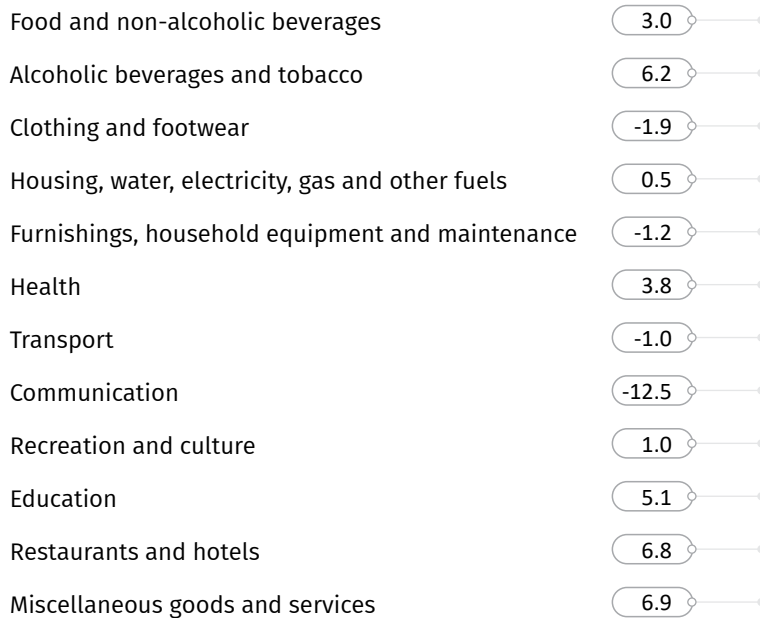 Food and non-alcoholic beverages 3.0
Alcoholic beverages and tobacco 6.2
Clothing and footwear -1.9
Housing, water, electricity, gas and other fuels 0.5
Furnishings, household equipment and maintenance -1.2
Health 3.8
Transport -1.0
Communication -12.5
Recreation and culture 1.0
Education 5.1
Restaurants and hotels 6.8
Miscellaneous goods and services 6.9